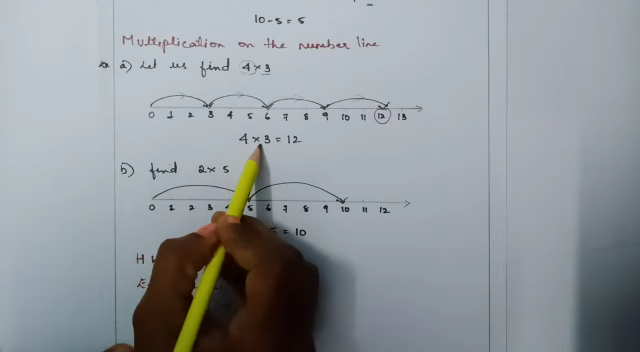 10-5=5
Multiplication on the number line
a) Let us find 4×3
0 1 2 3 4 5 6 7 8 9 10 11 12 13
4×3=12
b) find 2×5
0 1 2 3 5 6 7 8 9 10 11 12
= 10
H